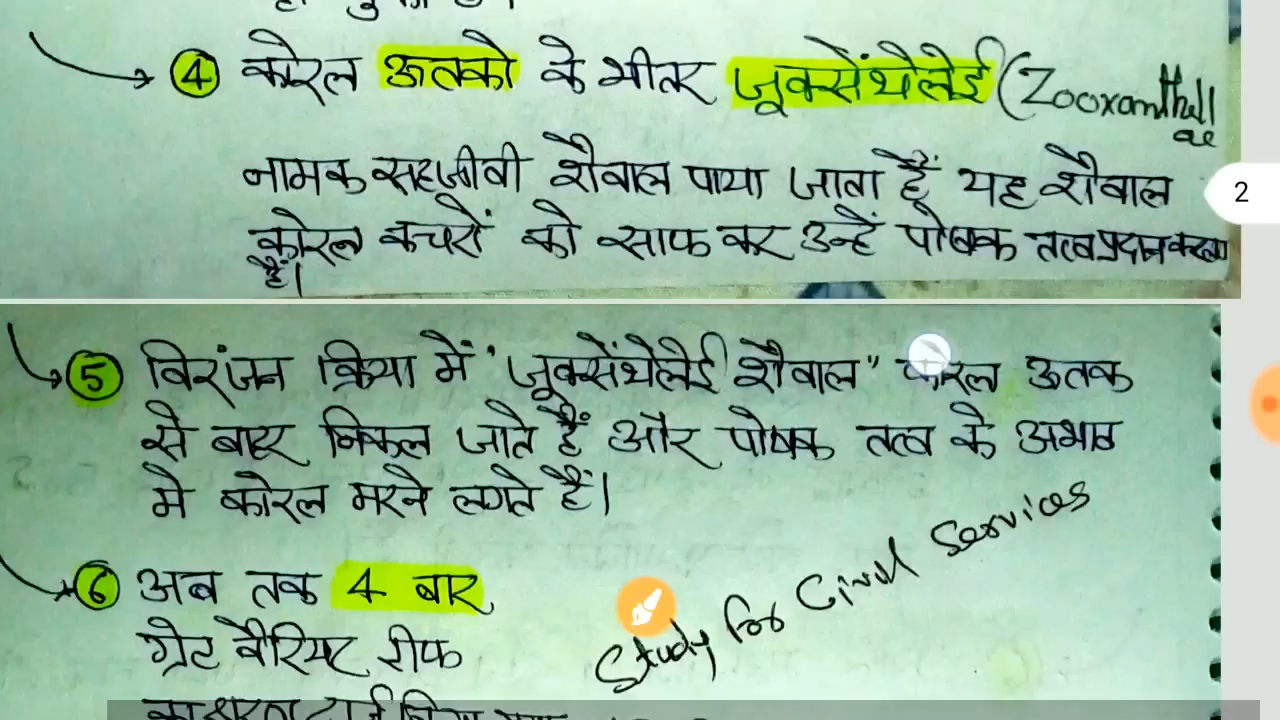 ④ कोरल ऊतको के भीतर जूक्सेंथेलेई (Zooxanthellae
नामक सहजीवी शैवाल पाया जाता हैं यह शैवाल
कोरल कचरों को साफ कर उन्हें पोषक तत्व प्रदान करता
हैं।
2
⑤ विरंजन क्रिया में "जूक्सेंथेलेई शैवाल" कोरल ऊतक
से बाहर निकल जाते हैं और पोषक तत्व के अभाव
मे कोरल मरने लगते हैं।
⑥ अब तक 4 बार
ग्रेट बैरियर रीफ
Study for Civil Services